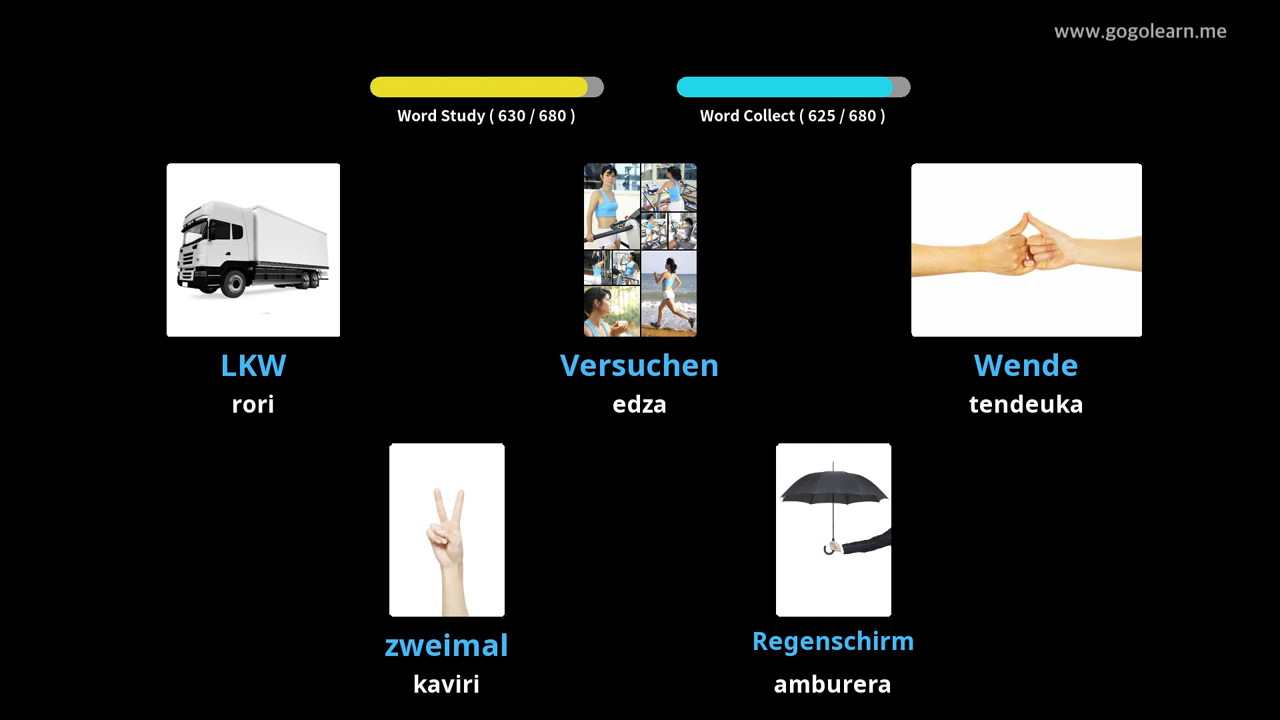 www.gogolearn.me
Word Study ( 630 / 680 )
Word Collect ( 625 / 680 )
LKW
rori
Versuchen
edza
Wende
tendeuka
zweimal
kaviri
Regenschirm
amburera